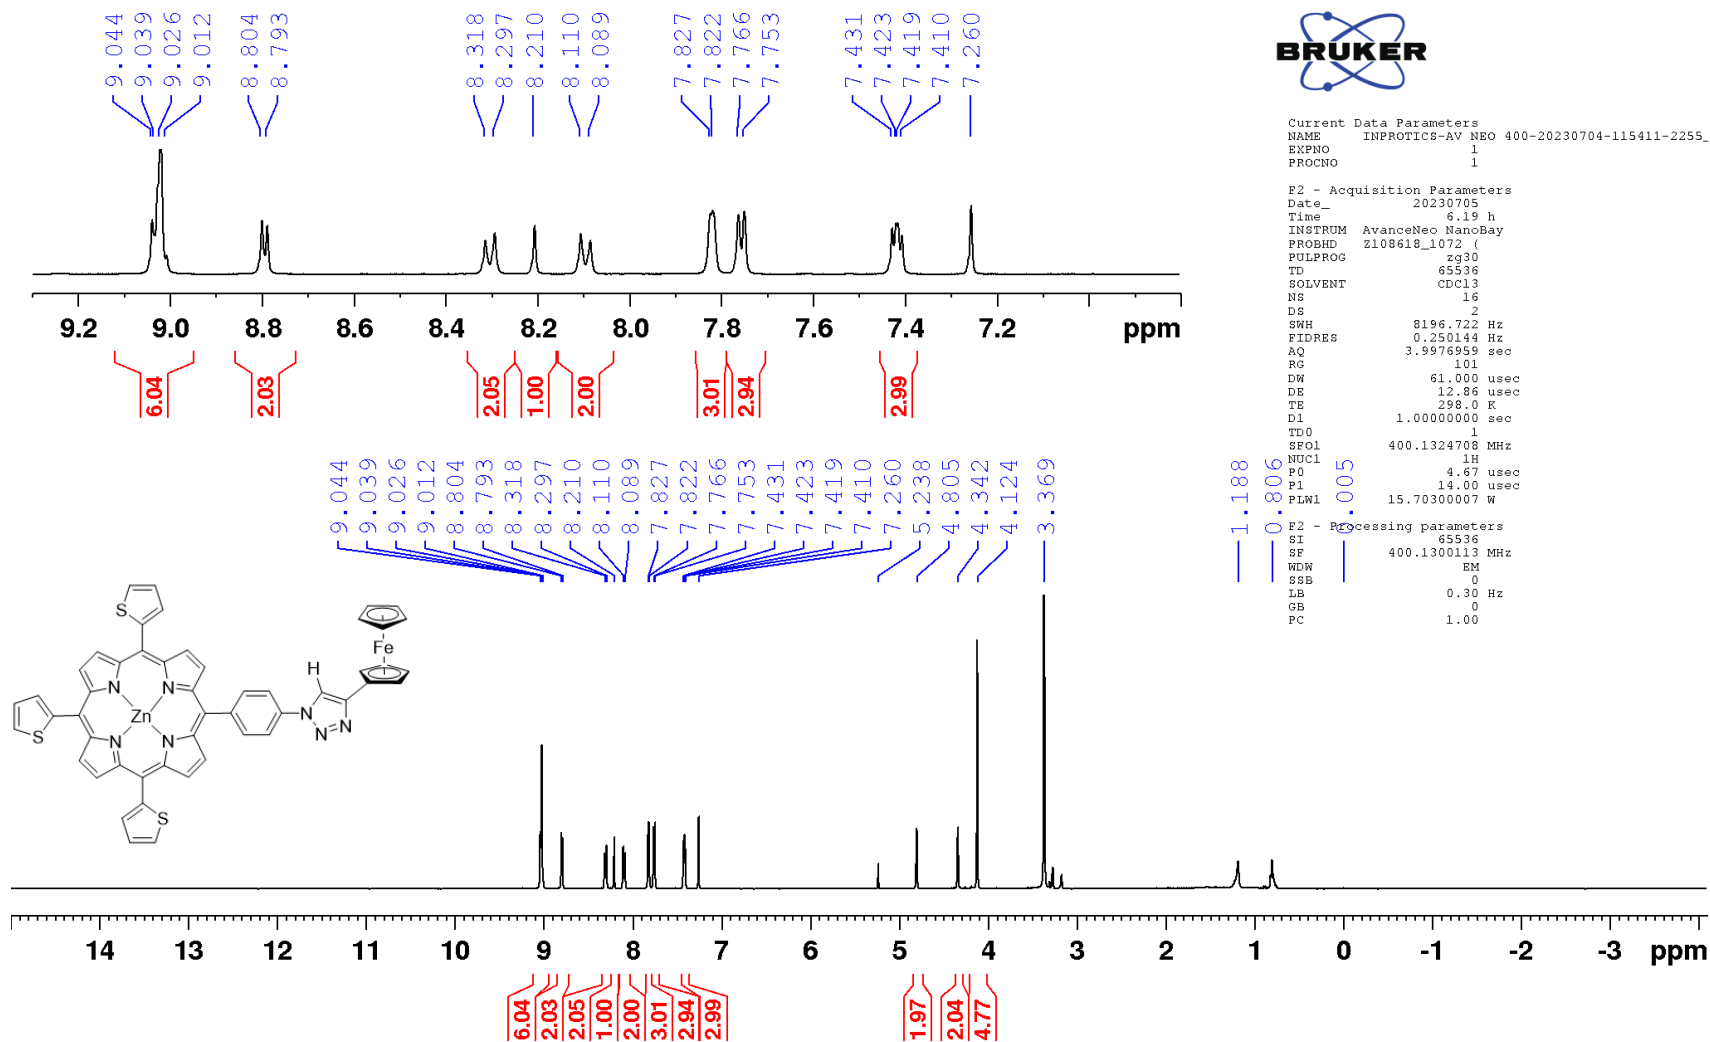 9.044
9.039
9.026
9.012
8.804
8.793
8.318
8.297
8.210
8.110
8.089
7.827
7.822
7.766
7.753
7.431
7.423
7.419
7.410
7.260
9.2 9.0 8.8 8.6 8.4 8.2 8.0 7.8 7.6 7.4 7.2 ppm
6.04
2.03
2.05
1.00
2.00
3.01
2.94
2.99
BRUKER
Current Data Parameters
NAME INPROTICS-AV NEO 400-20230704-115411-2255_
EXPNO 1
PROCNO 1
F2 - Acquisition Parameters
Date_ 20230705
Time 6.19 h
INSTRUM AvanceNeo NanoBay
PROBHD Z108618_1072 (
PULPROG zg30
TD 65536
SOLVENT CDCl3
NS 16
DS 2
SWH 8196.722 Hz
FIDRES 0.250144 Hz
AQ 3.9976959 sec
RG 101
DW 61.000 usec
DE 12.86 usec
TE 298.0 K
D1 1.00000000 sec
TD0 1
SFO1 400.1324708 MHz
NUC1 1H
P0 4.67 usec
P1 14.00 usec
PLW1 15.70300007 W
F2 - Processing parameters
SI 65536
SF 400.1300113 MHz
WDW EM
SSB 0
LB 0.30 Hz
GB 0
PC 1.00
9.044
9.039
9.026
9.012
8.804
8.793
8.318
8.297
8.210
8.110
8.089
7.827
7.822
7.766
7.753
7.431
7.423
7.419
7.410
7.260
5.238
4.805
4.342
4.124
3.369
1.188
0.806
0.005
S
S
S
N
N
N
N
Zn
N
N
N
H
Fe
14 13 12 11 10 9 8 7 6 5 4 3 2 1 0 -1 -2 -3 ppm
6.04
2.03
2.05
1.00
2.00
3.01
2.94
2.99
1.97
2.04
4.77